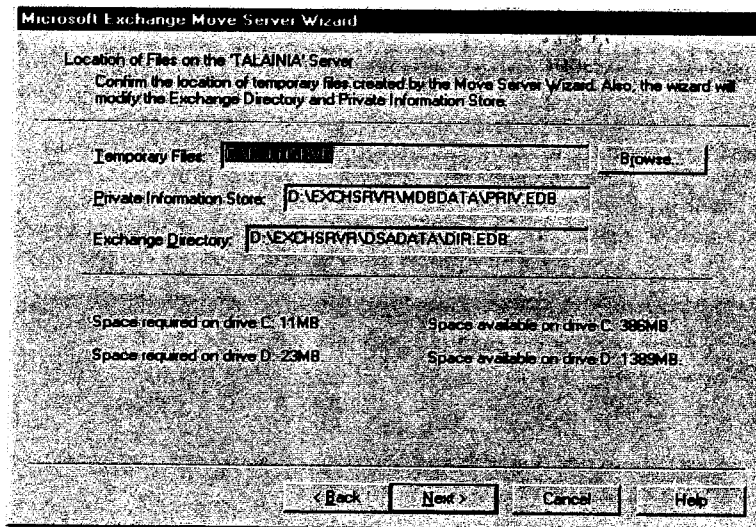 Microsoft Exchange Move Server Wizard
Location of Files on the 'TALAINIA' Server
Confirm the location of temporary files created by the Move Server Wizard. Also, the wizard will
modify the Exchange Directory and Private Information Store.
Temporary Files:
Browse...
Private Information Store: D:\EXCHSRVR\MDBDATA\PRIV.EDB
Exchange Directory: D:\EXCHSRVR\DSADATA\DIR.EDB
Space required on drive C: 11MB. Space available on drive C: 386MB.
Space required on drive D: 23MB. Space available on drive D: 1389MB.
< Back Next > Cancel Help